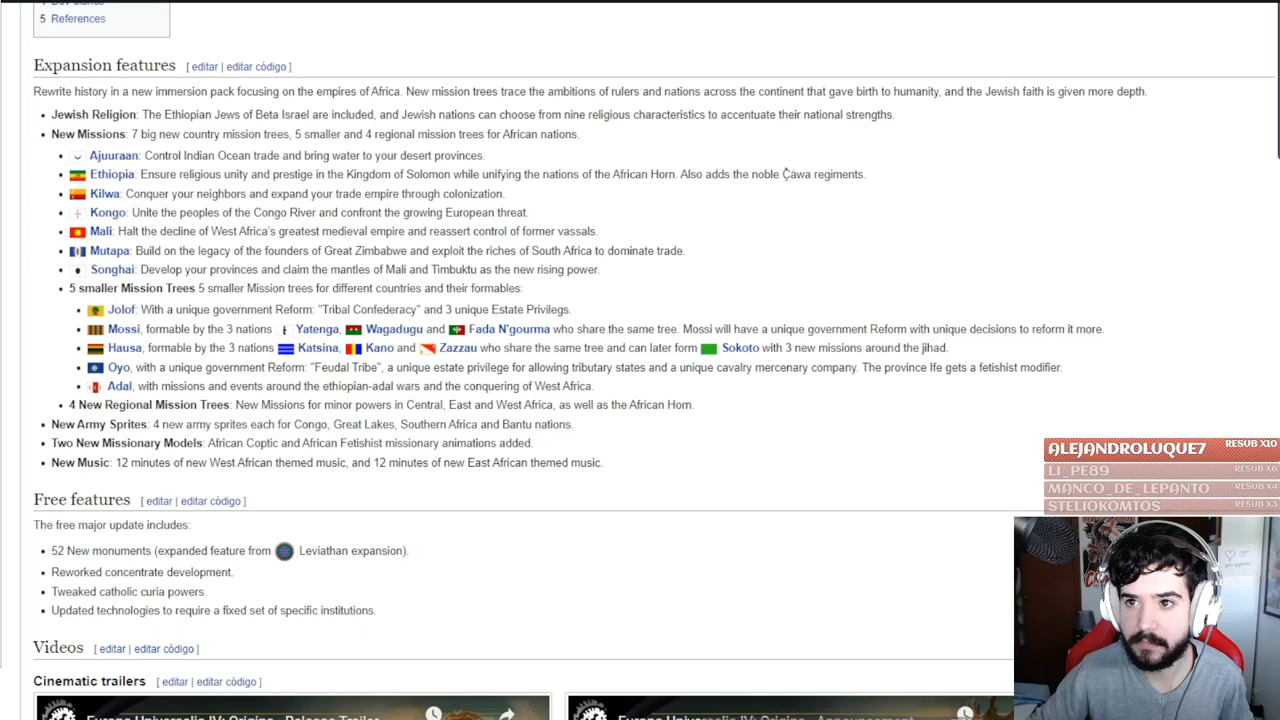 5 References
Expansion features [ editar | editar código ]
Rewrite history in a new immersion pack focusing on the empires of Africa. New mission trees trace the ambitions of rulers and nations across the continent that gave birth to humanity, and the Jewish faith is given more depth.
• Jewish Religion: The Ethiopian Jews of Beta Israel are included, and Jewish nations can choose from nine religious characteristics to accentuate their national strengths.
• New Missions: 7 big new country mission trees, 5 smaller and 4 regional mission trees for African nations.
• Ajuuraan: Control Indian Ocean trade and bring water to your desert provinces.
• Ethiopia: Ensure religious unity and prestige in the Kingdom of Solomon while unifying the nations of the African Horn. Also adds the noble Çäwa regiments.
• Kilwa: Conquer your neighbors and expand your trade empire through colonization.
• Kongo: Unite the peoples of the Congo River and confront the growing European threat.
• Mali: Halt the decline of West Africa's greatest medieval empire and reassert control of former vassals.
• Mutapa: Build on the legacy of the founders of Great Zimbabwe and exploit the riches of South Africa to dominate trade.
• Songhai: Develop your provinces and claim the mantles of Mali and Timbuktu as the new rising power.
• 5 smaller Mission Trees 5 smaller Mission trees for different countries and their formables:
• Jolof: With a unique government Reform: "Tribal Confederacy" and 3 unique Estate Privilegs.
• Mossi, formable by the 3 nations Yatenga, Wagadugu and Fada N'gourma who share the same tree. Mossi will have a unique government Reform with unique decisions to reform it more.
• Hausa, formable by the 3 nations Katsina, Kano and Zazzau who share the same tree and can later form Sokoto with 3 new missions around the jihad.
• Oyo, with a unique government Reform: "Feudal Tribe", a unique estate privilege for allowing tributary states and a unique cavalry mercenary company. The province Ife gets a fetishist modifier.
• Adal, with missions and events around the ethiopian-adal wars and the conquering of West Africa.
• 4 New Regional Mission Trees: New Missions for minor powers in Central, East and West Africa, as well as the African Horn.
• New Army Sprites: 4 new army sprites each for Congo, Great Lakes, Southern Africa and Bantu nations.
• Two New Missionary Models: African Coptic and African Fetishist missionary animations added.
• New Music: 12 minutes of new West African themed music, and 12 minutes of new East African themed music.
ALEJANDROLUQUE7 RESUB X10
LI_PE89 RESUB X6
MANCO_DE_LEPANTO RESUB X4
STELIOKOMTOS RESUB X3
Free features [ editar | editar código ]
The free major update includes:
• 52 New monuments (expanded feature from Leviathan expansion).
• Reworked concentrate development.
• Tweaked catholic curia powers.
• Updated technologies to require a fixed set of specific institutions.
Videos [ editar | editar código ]
Cinematic trailers [ editar | editar código ]
Europa Universalis IV: Origins - Release Trailer
Europa Universalis IV: Origins - Announcement